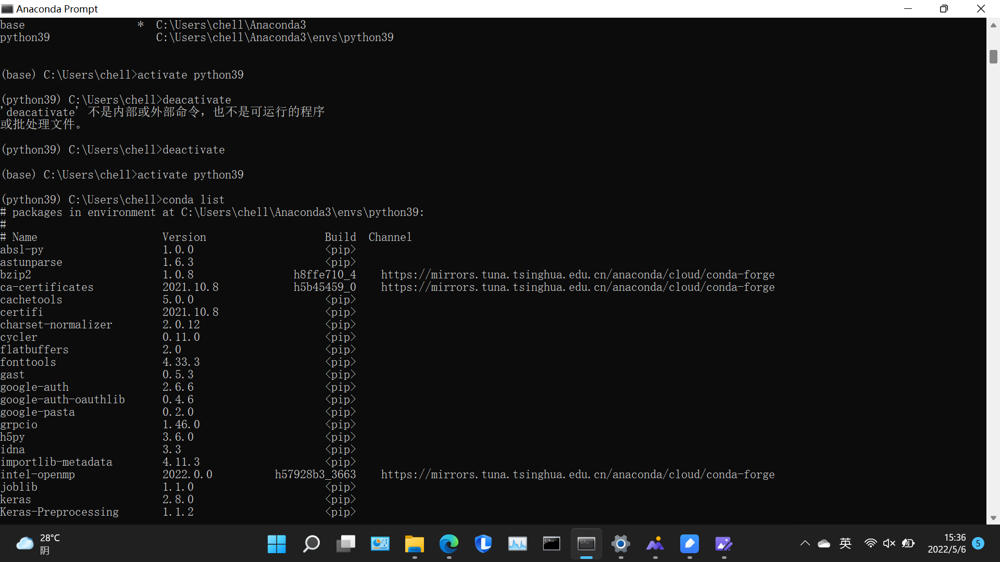 Anaconda Prompt
base                  *  C:\Users\chell\Anaconda3
python39                 C:\Users\chell\Anaconda3\envs\python39
(base) C:\Users\chell>activate python39
(python39) C:\Users\chell>deacativate
'deacativate' 不是内部或外部命令，也不是可运行的程序
或批处理文件。
(python39) C:\Users\chell>deactivate
(base) C:\Users\chell>activate python39
(python39) C:\Users\chell>conda list
# packages in environment at C:\Users\chell\Anaconda3\envs\python39:
#
# Name                    Version                   Build  Channel
absl-py                   1.0.0                     <pip>
astunparse                1.6.3                     <pip>
bzip2                     1.0.8                h8ffe710_4    https://mirrors.tuna.tsinghua.edu.cn/anaconda/cloud/conda-forge
ca-certificates           2021.10.8            h5b45459_0    https://mirrors.tuna.tsinghua.edu.cn/anaconda/cloud/conda-forge
cachetools                5.0.0                     <pip>
certifi                   2021.10.8                 <pip>
charset-normalizer        2.0.12                    <pip>
cycler                    0.11.0                    <pip>
flatbuffers               2.0                       <pip>
fonttools                 4.33.3                    <pip>
gast                      0.5.3                     <pip>
google-auth               2.6.6                     <pip>
google-auth-oauthlib      0.4.6                     <pip>
google-pasta              0.2.0                     <pip>
grpcio                    1.46.0                    <pip>
h5py                      3.6.0                     <pip>
idna                      3.3                       <pip>
importlib-metadata        4.11.3                    <pip>
intel-openmp              2022.0.0          h57928b3_3663    https://mirrors.tuna.tsinghua.edu.cn/anaconda/cloud/conda-forge
joblib                    1.1.0                     <pip>
keras                     2.8.0                     <pip>
Keras-Preprocessing       1.1.2                     <pip>
28°C
阴
英
15:36
2022/5/6
5